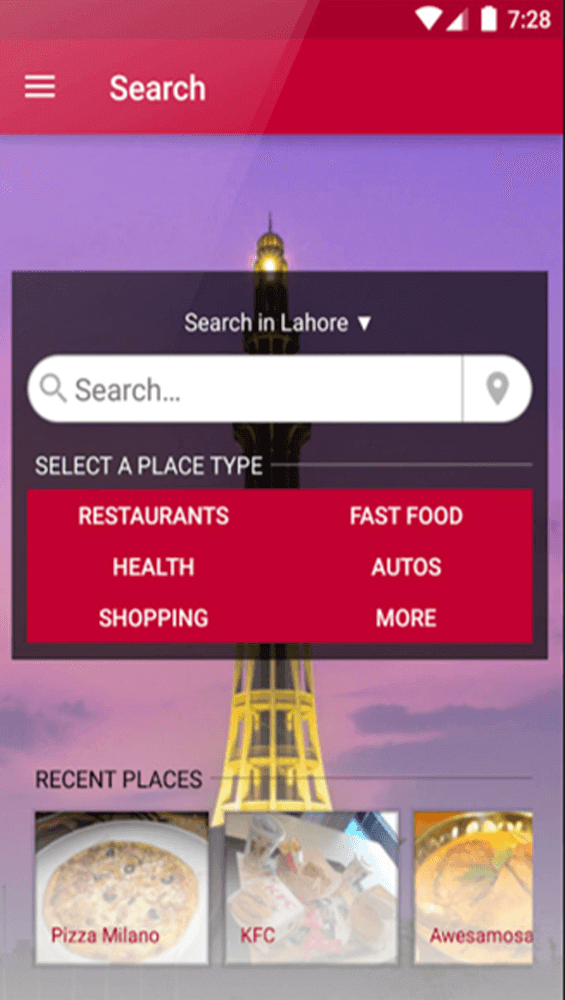 7:28
Search
Search in Lahore ▼
Search...
SELECT A PLACE TYPE
RESTAURANTS FAST FOOD
HEALTH AUTOS
SHOPPING MORE
RECENT PLACES
Pizza Milano KFC Awesamosa